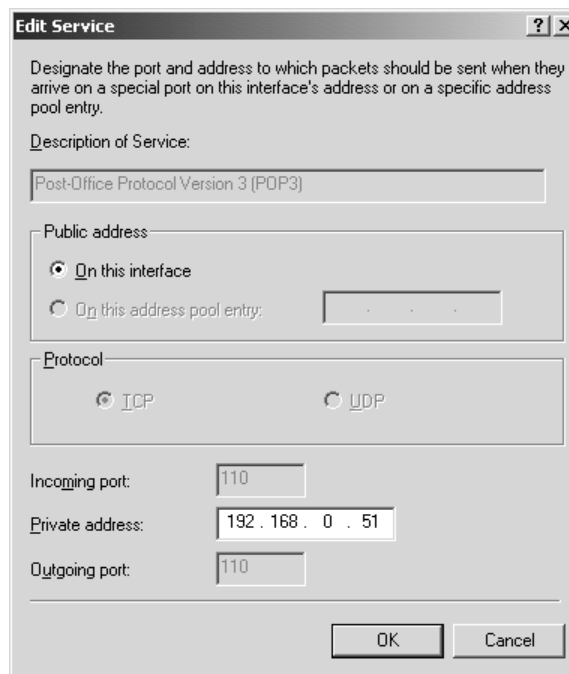 Edit Service
Designate the port and address to which packets should be sent when they
arrive on a special port on this interface's address or on a specific address
pool entry.
Description of Service:
Post-Office Protocol Version 3 (POP3)
Public address
On this interface
On this address pool entry: . . .
Protocol
TCP
UDP
Incoming port: 110
Private address: 192 . 168 . 0 . 51
Outgoing port: 110
OK
Cancel